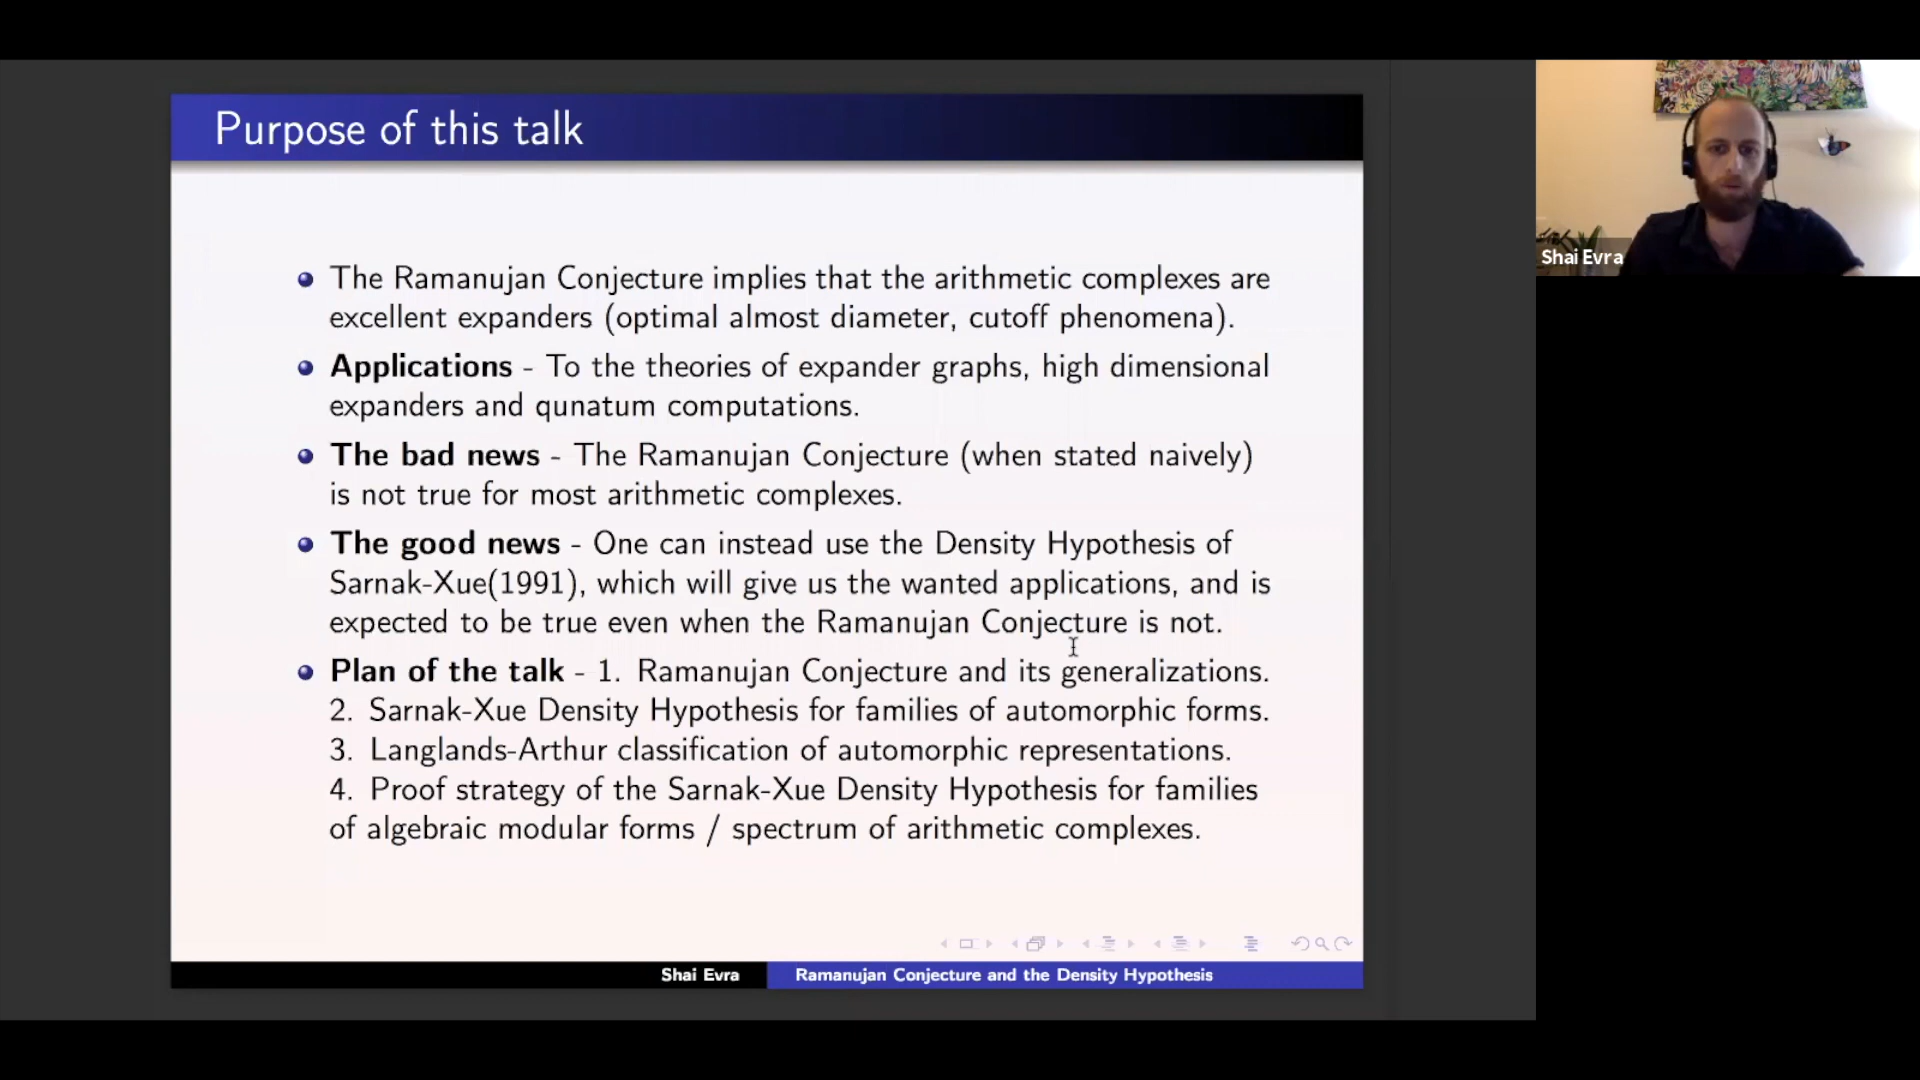 Purpose of this talk
The Ramanujan Conjecture implies that the arithmetic complexes are
excellent expanders (optimal almost diameter, cutoff phenomena).
Applications - To the theories of expander graphs, high dimensional
expanders and qunatum computations.
The bad news - The Ramanujan Conjecture (when stated naively)
is not true for most arithmetic complexes.
The good news - One can instead use the Density Hypothesis of
Sarnak-Xue(1991), which will give us the wanted applications, and is
expected to be true even when the Ramanujan Conjecture is not.
Plan of the talk - 1. Ramanujan Conjecture and its generalizations.
2. Sarnak-Xue Density Hypothesis for families of automorphic forms.
3. Langlands-Arthur classification of automorphic representations.
4. Proof strategy of the Sarnak-Xue Density Hypothesis for families
of algebraic modular forms / spectrum of arithmetic complexes.
Shai Evra
Ramanujan Conjecture and the Density Hypothesis
Shai Evra